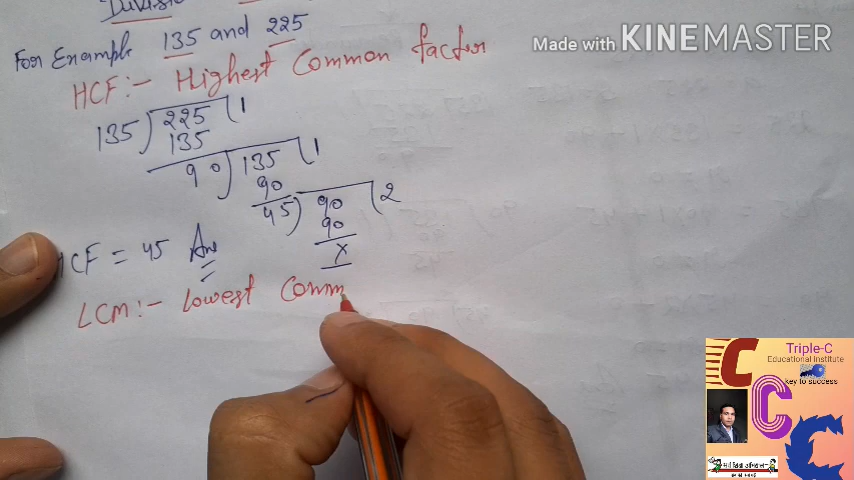 Division
For Example 135 and 225
Made with KINEMASTER
HCF:- Highest Common factor
135) 225 (1
135
90) 135 (1
90
45) 90 (2
90
x
HCF = 45 Ans
LCM:- Lowest Comm
Triple-C
Educational Institute
key to success
C
C
C